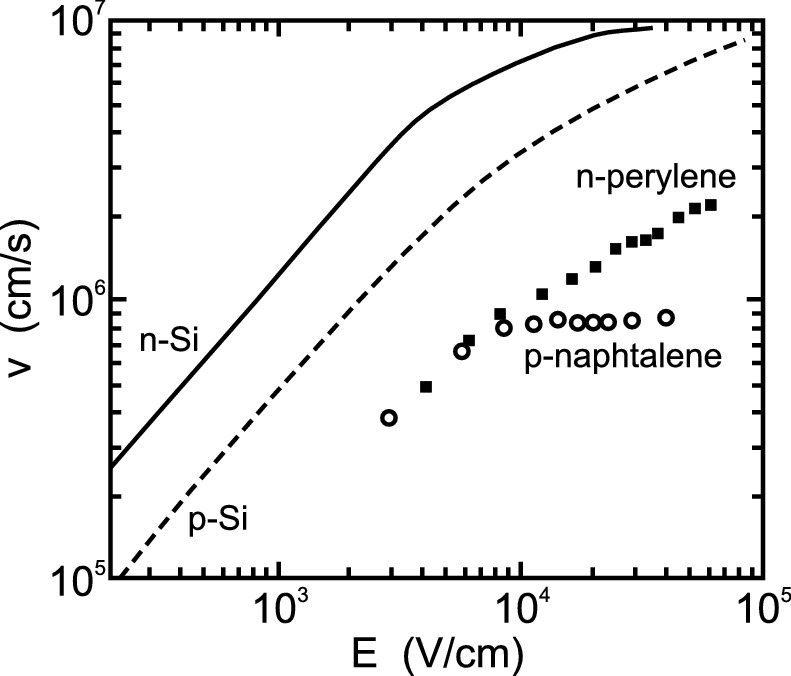 10⁷
n-perylene
10⁶
n-Si
p-naphtalene
p-Si
10⁵
10³
10⁴
10⁵
v (cm/s)
E (V/cm)